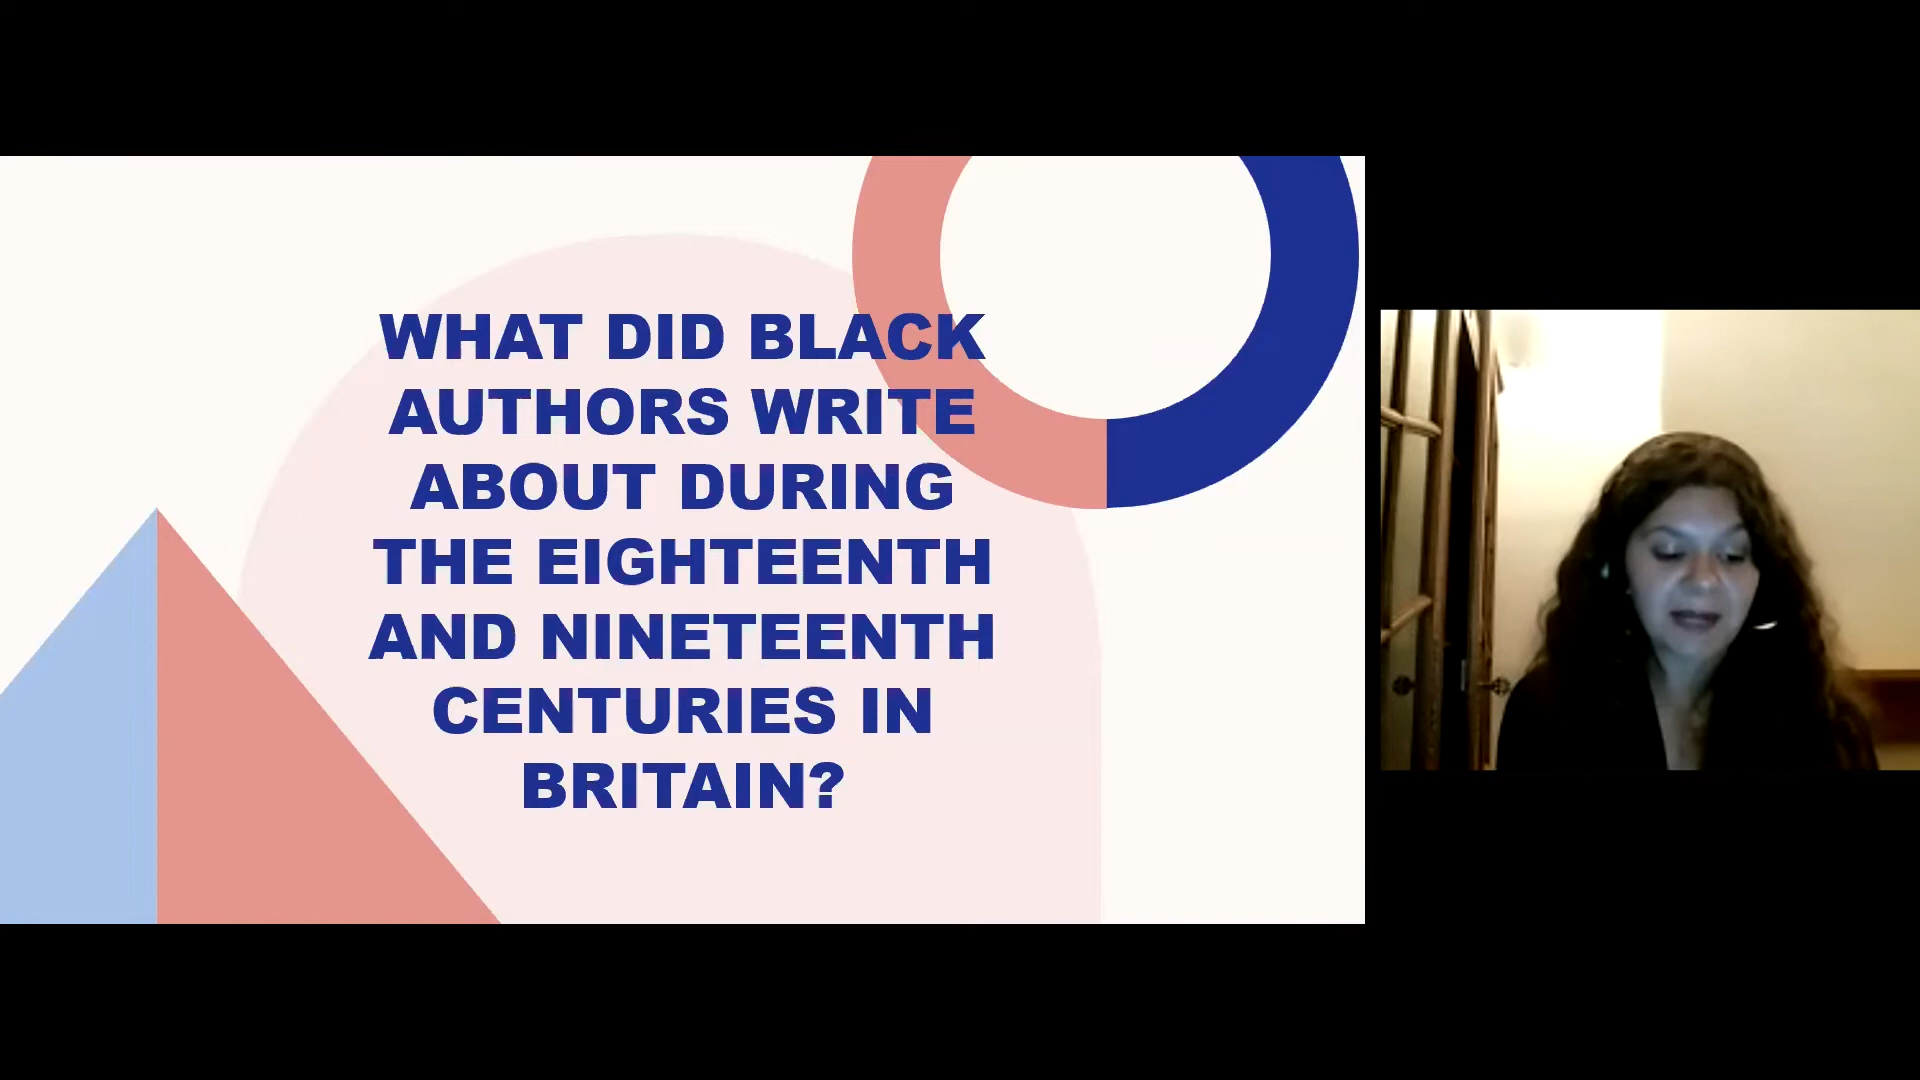 WHAT DID BLACK
AUTHORS WRITE
ABOUT DURING
THE EIGHTEENTH
AND NINETEENTH
CENTURIES IN
BRITAIN?